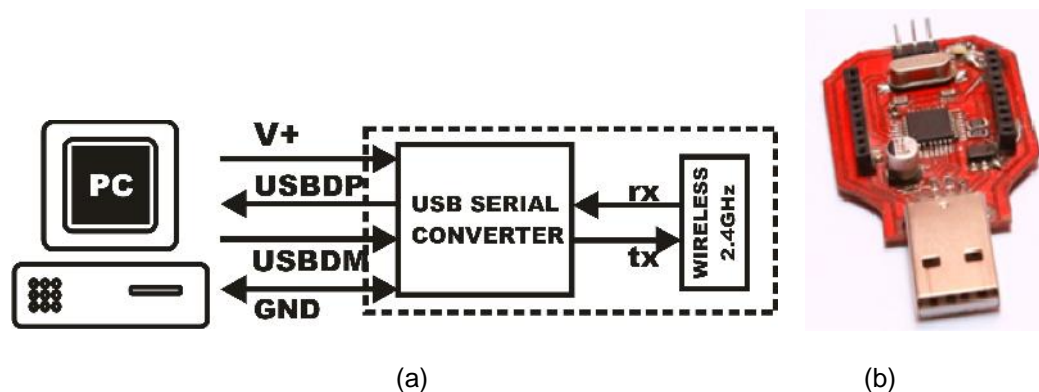 V+
PC
USBDP
USBDM
GND
USB SERIAL
CONVERTER
rx
tx
WIRELESS
2.4GHz
(a)
(b)